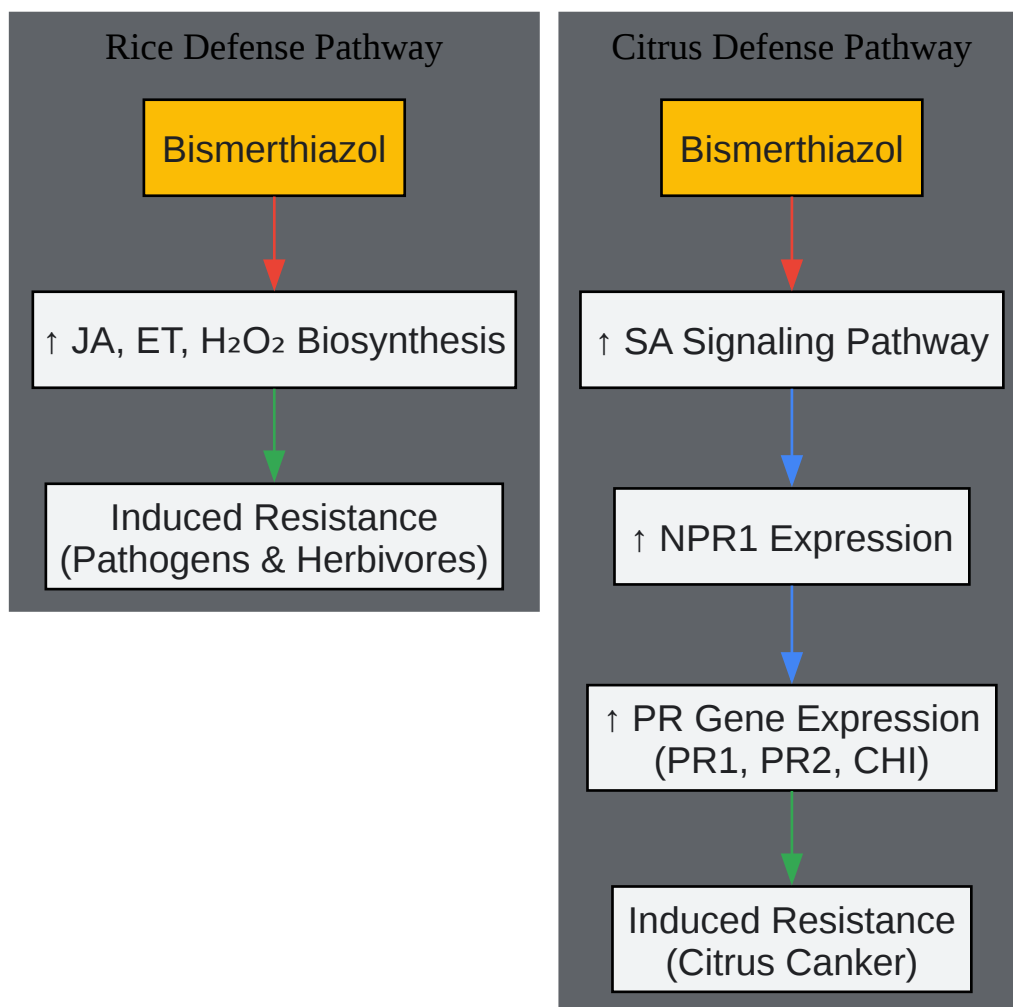 Rice Defense Pathway
Bismerthiazol
↑ JA, ET, H₂O₂ Biosynthesis
Induced Resistance
(Pathogens & Herbivores)
Citrus Defense Pathway
Bismerthiazol
↑ SA Signaling Pathway
↑ NPR1 Expression
↑ PR Gene Expression
(PR1, PR2, CHI)
Induced Resistance
(Citrus Canker)